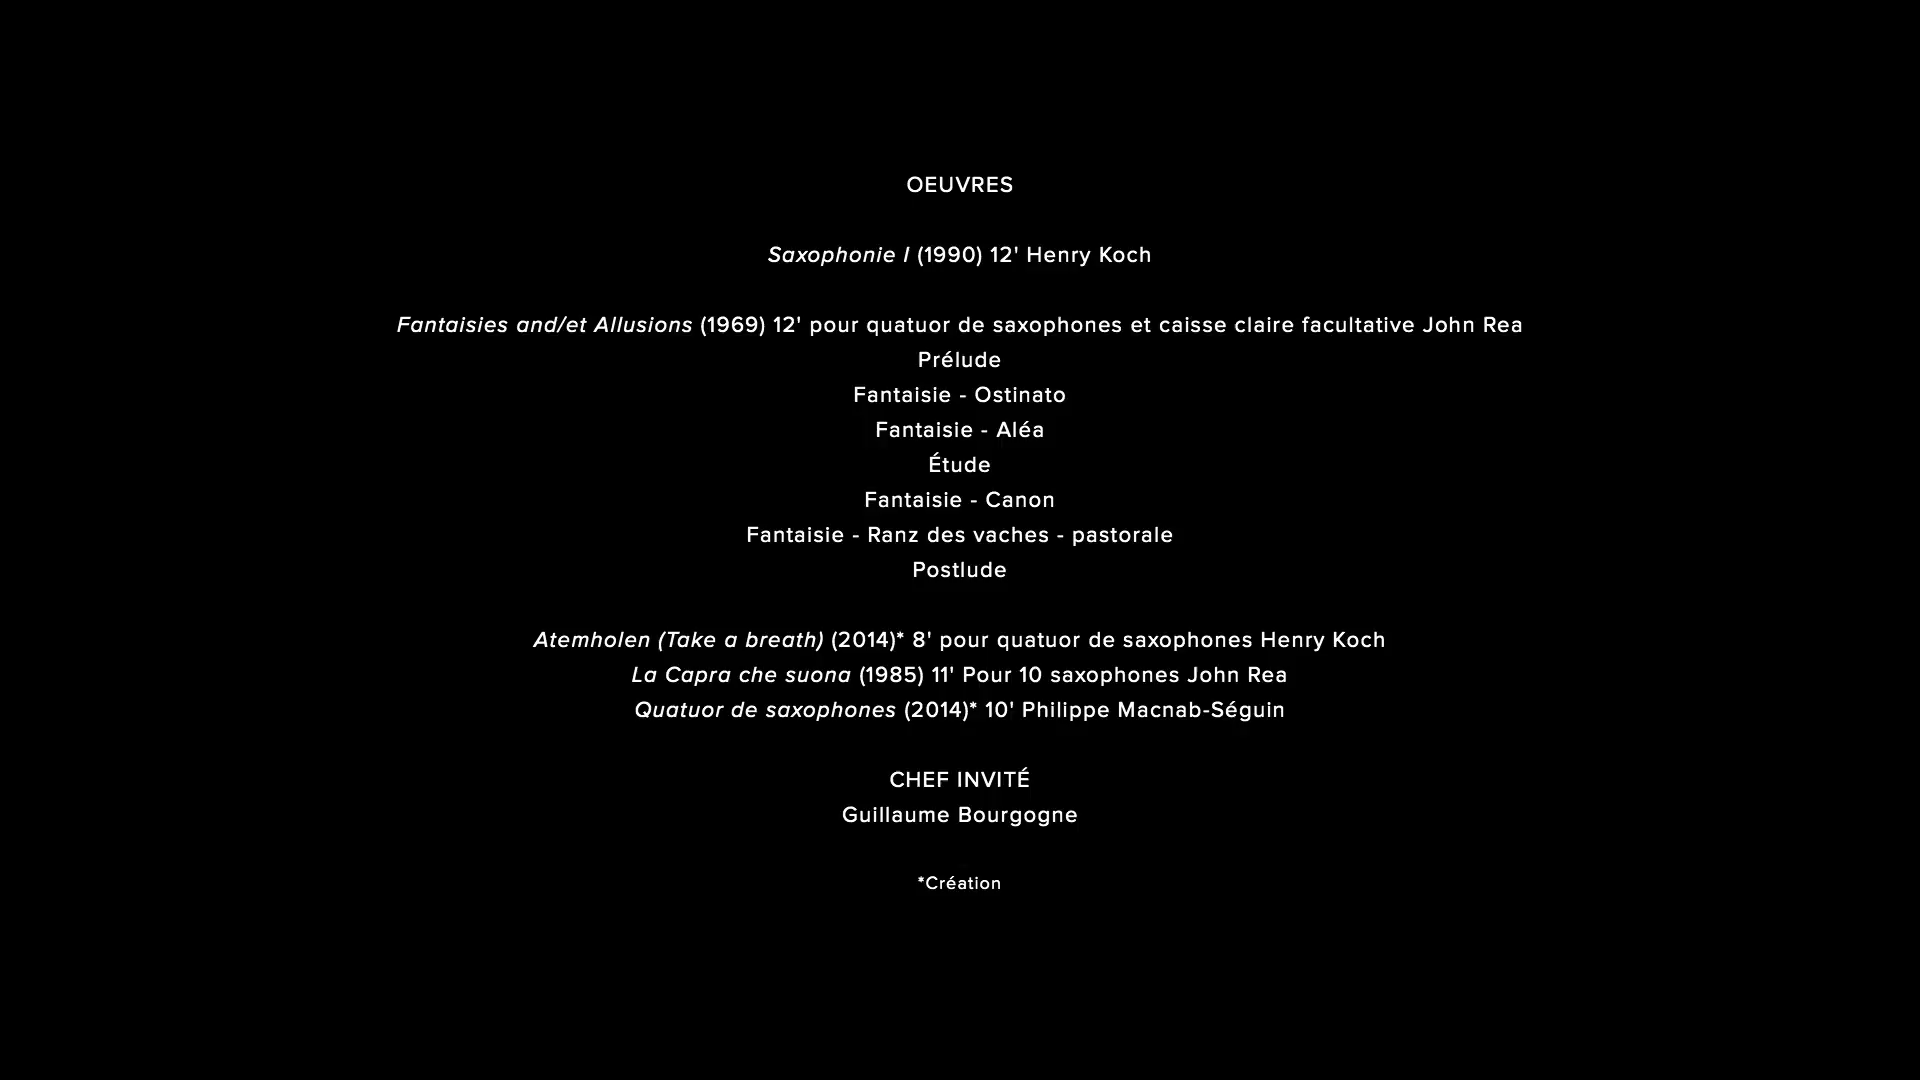 OEUVRES
Saxophonie I (1990) 12' Henry Koch
Fantaisies and/et Allusions (1969) 12' pour quatuor de saxophones et caisse claire facultative John Rea
Prélude
Fantaisie - Ostinato
Fantaisie - Aléa
Étude
Fantaisie - Canon
Fantaisie - Ranz des vaches - pastorale
Postlude
Atemholen (Take a breath) (2014)* 8' pour quatuor de saxophones Henry Koch
La Capra che suona (1985) 11' Pour 10 saxophones John Rea
Quatuor de saxophones (2014)* 10' Philippe Macnab-Séguin
CHEF INVITÉ
Guillaume Bourgogne
*Création